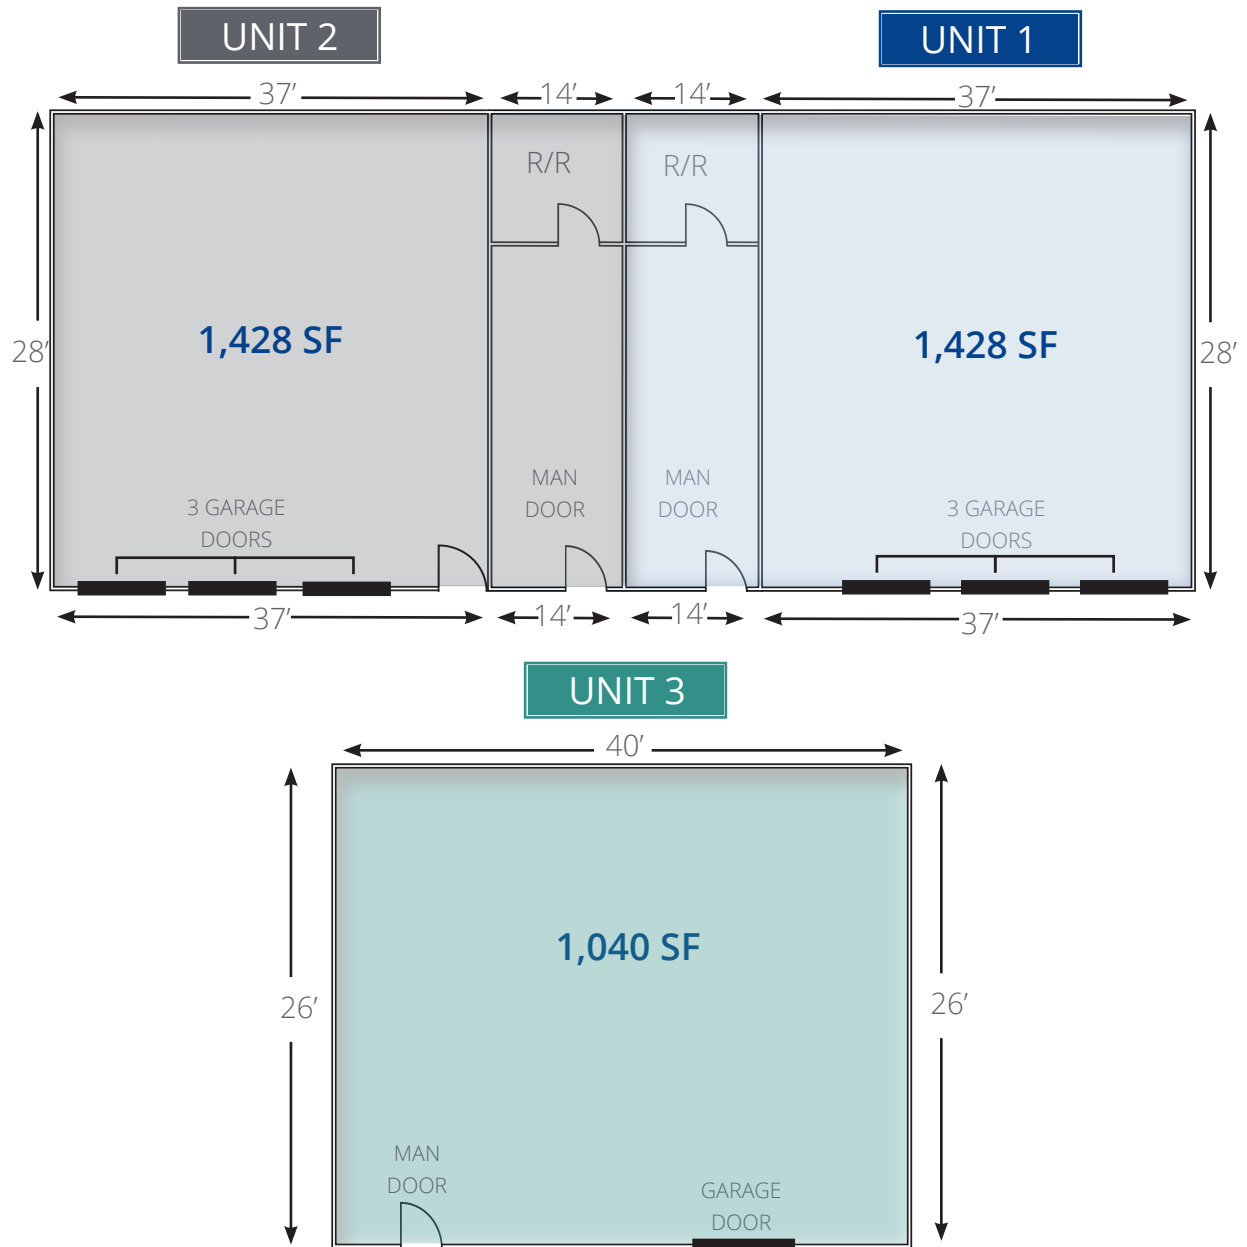 UNIT 2
UNIT 1
37’
14’
14’
37’
R/R
R/R
1,428 SF
1,428 SF
28’
28’
3 GARAGE
DOORS
MAN
DOOR
MAN
DOOR
3 GARAGE
DOORS
37’
14’
14’
37’
UNIT 3
40’
1,040 SF
26’
26’
MAN
DOOR
GARAGE
DOOR